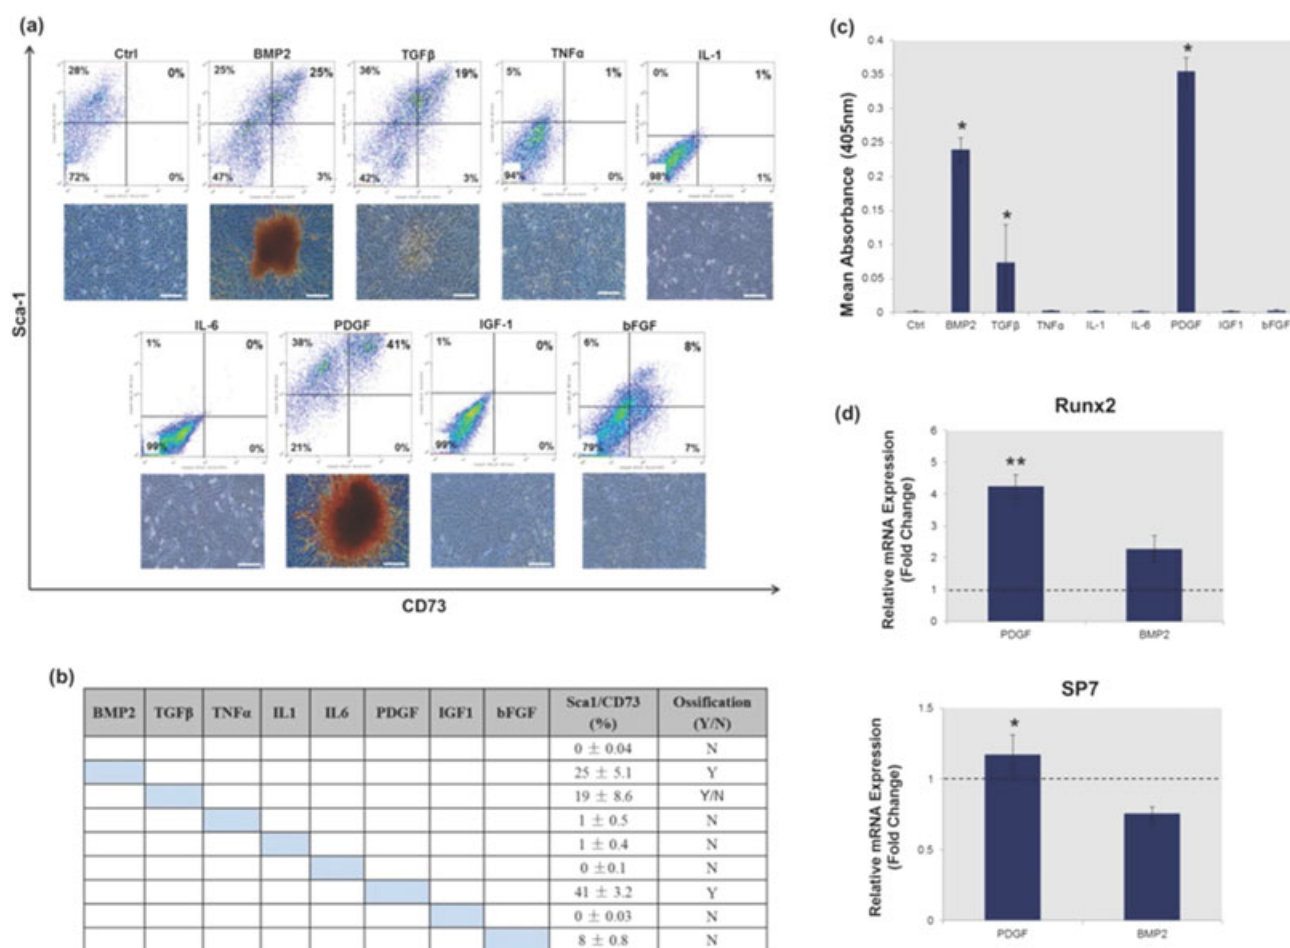 (a)
Sca-1
Ctrl BMP2 TGFβ TNFα IL-1
28% 0% 25% 25% 36% 19% 5% 1% 0% 1%
72% 0% 47% 3% 42% 3% 94% 0% 98% 1%
IL-6 PDGF IGF-1 bFGF
1% 0% 38% 41% 1% 0% 6% 8%
99% 0% 21% 0% 99% 0% 79% 7%
CD73
(b)
BMP2 TGFβ TNFα IL1 IL6 PDGF IGF1 bFGF Sca1/CD73 (%) Ossification (Y/N)
0 ± 0.04 N
25 ± 5.1 Y
19 ± 8.6 Y/N
1 ± 0.5 N
1 ± 0.4 N
0 ±0.1 N
41 ± 3.2 Y
0 ± 0.03 N
8 ± 0.8 N
(c)
Mean Absorbance (405nm)
0.4
0.35
0.3
0.25
0.2
0.15
0.1
0.05
0
* * *
Ctrl BMP2 TGFβ TNFα IL-1 IL-6 PDGF IGF1 bFGF
(d)
Runx2
Relative mRNA Expression
(Fold Change)
6
5
4
3
2
1
0
**
PDGF BMP2
SP7
Relative mRNA Expression
(Fold Change)
1.5
1
0.5
0
*
PDGF BMP2